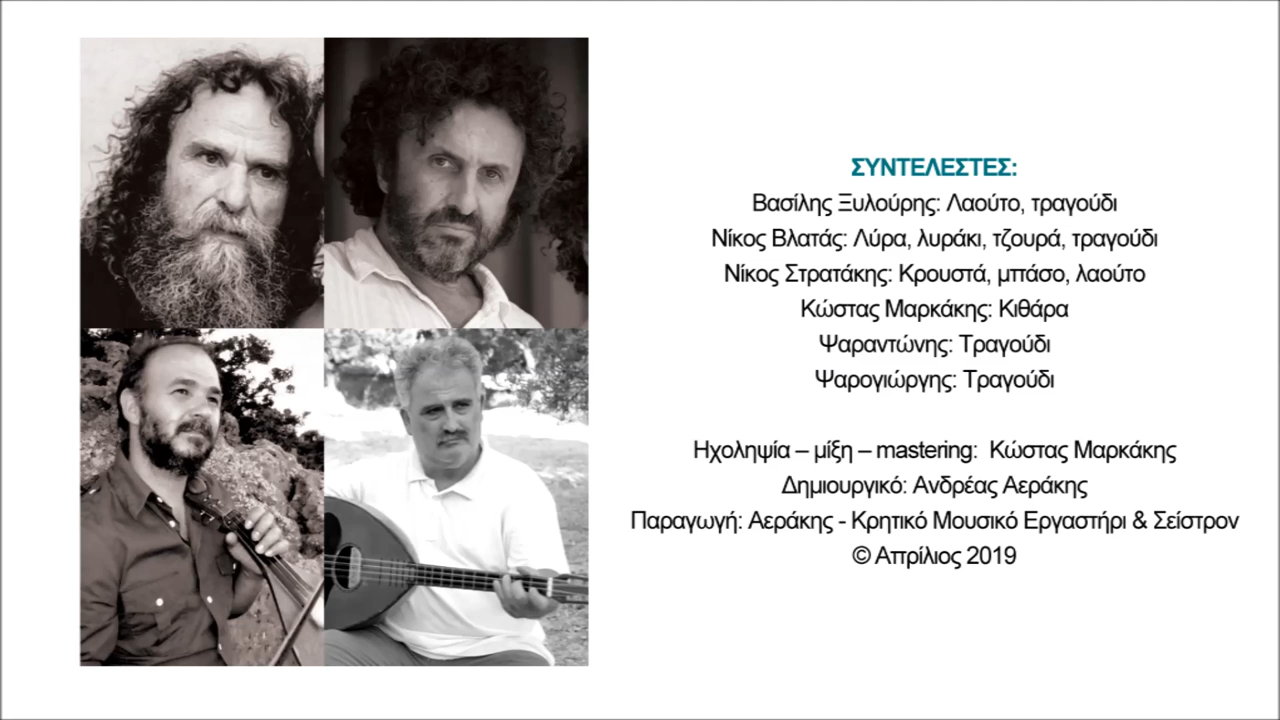 ΣΥΝΤΕΛΕΣΤΕΣ:
Βασίλης Ξυλούρης: Λαούτο, τραγούδι
Νίκος Βλατάς: Λύρα, λυράκι, τζουρά, τραγούδι
Νίκος Στρατάκης: Κρουστά, μπάσο, λαούτο
Κώστας Μαρκάκης: Κιθάρα
Ψαραντώνης: Τραγούδι
Ψαρογιώργης: Τραγούδι
Ηχοληψία – μίξη – mastering:  Κώστας Μαρκάκης
Δημιουργικό: Ανδρέας Αεράκης
Παραγωγή: Αεράκης - Κρητικό Μουσικό Εργαστήρι & Σείστρον
© Απρίλιος 2019